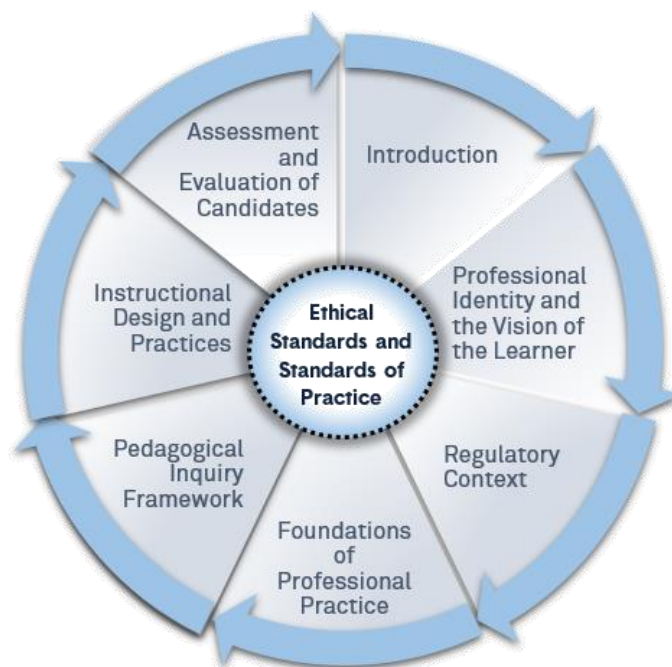 Introduction
Professional
Identity and
the Vision of
the Learner
Regulatory
Context
Foundations
of
Professional
Practice
Pedagogical
Inquiry
Framework
Instructional
Design and
Practices
Assessment
and
Evaluation of
Candidates
Ethical
Standards and
Standards of
Practice